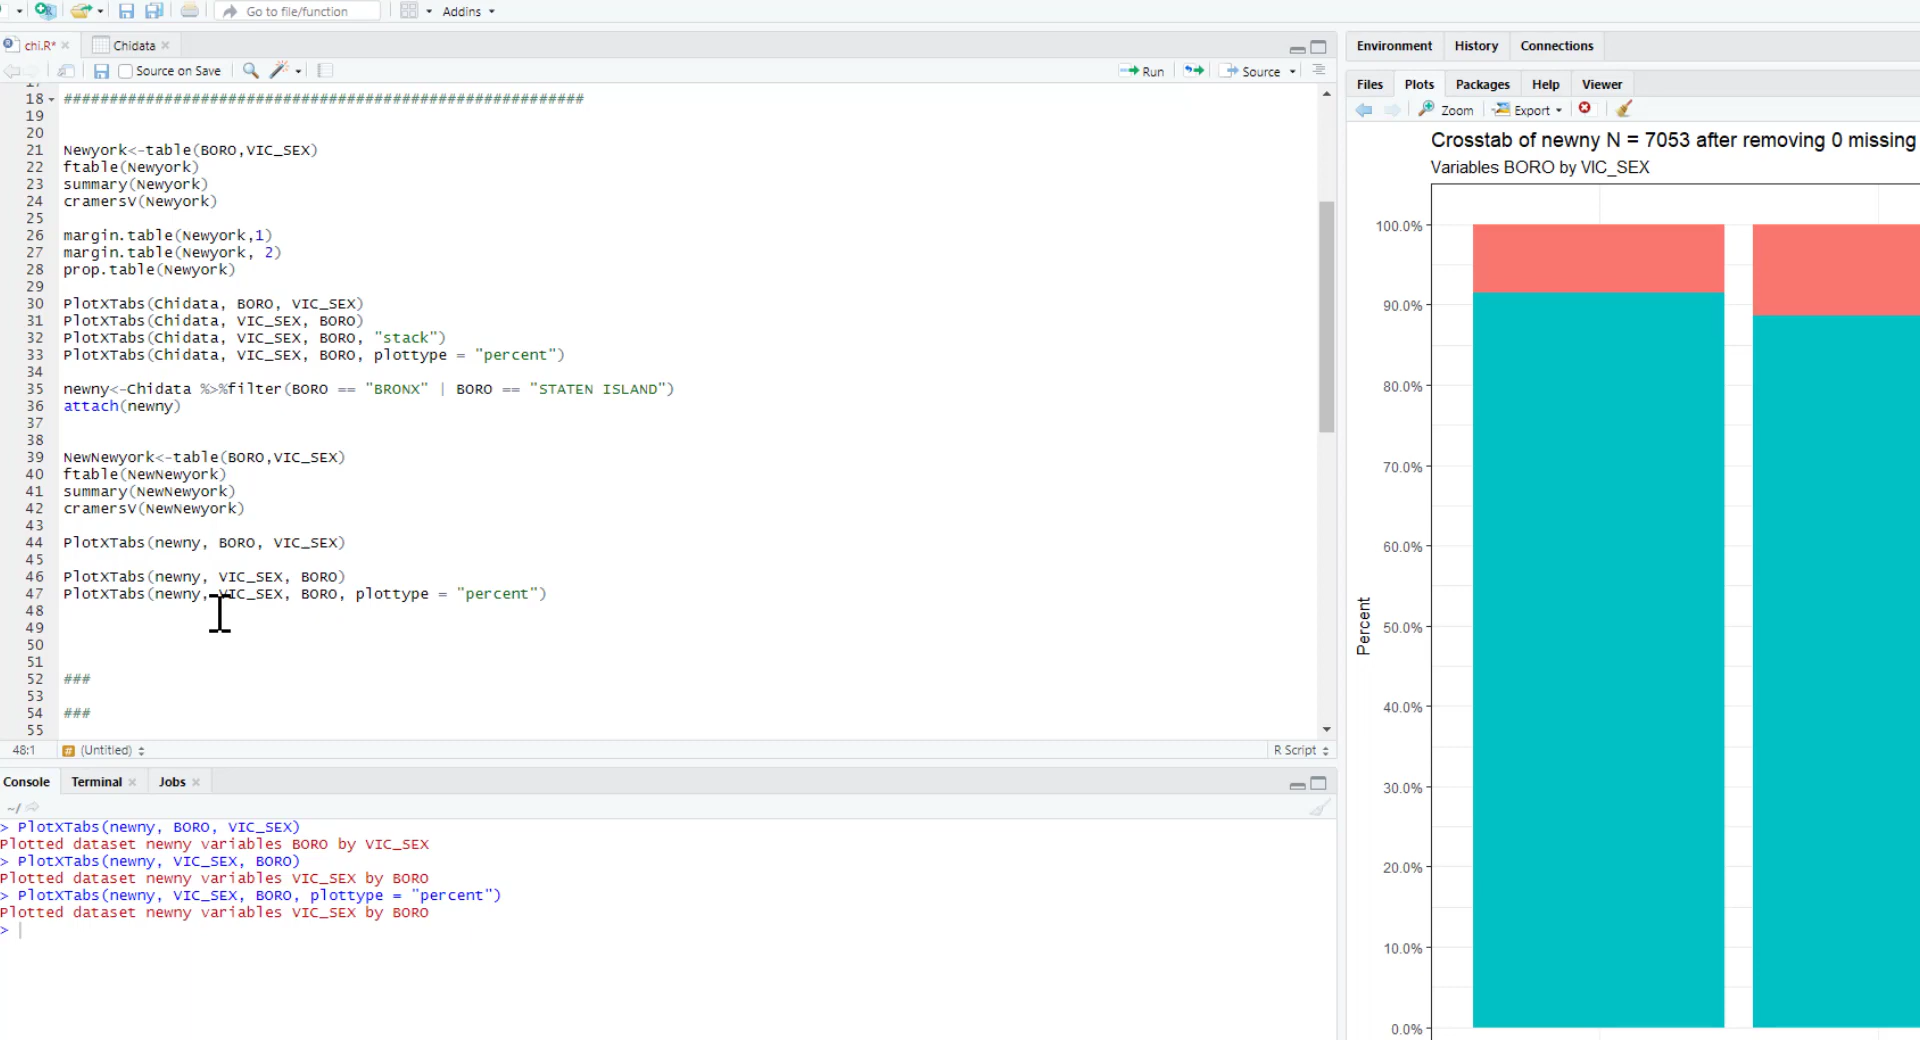 Go to file/function
Addins
chi.R*
Chidata
Source on Save
Run
Source
18 #########################################################
19
20
21 Newyork<-table(BORO,VIC_SEX)
22 ftable(Newyork)
23 summary(Newyork)
24 cramersV(Newyork)
25
26 margin.table(Newyork,1)
27 margin.table(Newyork, 2)
28 prop.table(Newyork)
29
30 PlotXTabs(Chidata, BORO, VIC_SEX)
31 PlotXTabs(Chidata, VIC_SEX, BORO)
32 PlotXTabs(Chidata, VIC_SEX, BORO, "stack")
33 PlotXTabs(Chidata, VIC_SEX, BORO, plottype = "percent")
34
35 newny<-Chidata %>%filter(BORO == "BRONX" | BORO == "STATEN ISLAND")
36 attach(newny)
37
38
39 NewNewyork<-table(BORO,VIC_SEX)
40 ftable(NewNewyork)
41 summary(NewNewyork)
42 cramersV(NewNewyork)
43
44 PlotXTabs(newny, BORO, VIC_SEX)
45
46 PlotXTabs(newny, VIC_SEX, BORO)
47 PlotXTabs(newny, VIC_SEX, BORO, plottype = "percent")
48
49
50
51
52 ###
53
54 ###
55
48:1 # (Untitled)
R Script
Console Terminal Jobs
~/
> PlotXTabs(newny, BORO, VIC_SEX)
Plotted dataset newny variables BORO by VIC_SEX
> PlotXTabs(newny, VIC_SEX, BORO)
Plotted dataset newny variables VIC_SEX by BORO
> PlotXTabs(newny, VIC_SEX, BORO, plottype = "percent")
Plotted dataset newny variables VIC_SEX by BORO
>
Environment History Connections
Files Plots Packages Help Viewer
Zoom Export
Crosstab of newny N = 7053 after removing 0 missing
Variables BORO by VIC_SEX
100.0%
90.0%
80.0%
70.0%
60.0%
50.0%
40.0%
30.0%
20.0%
10.0%
0.0%
Percent